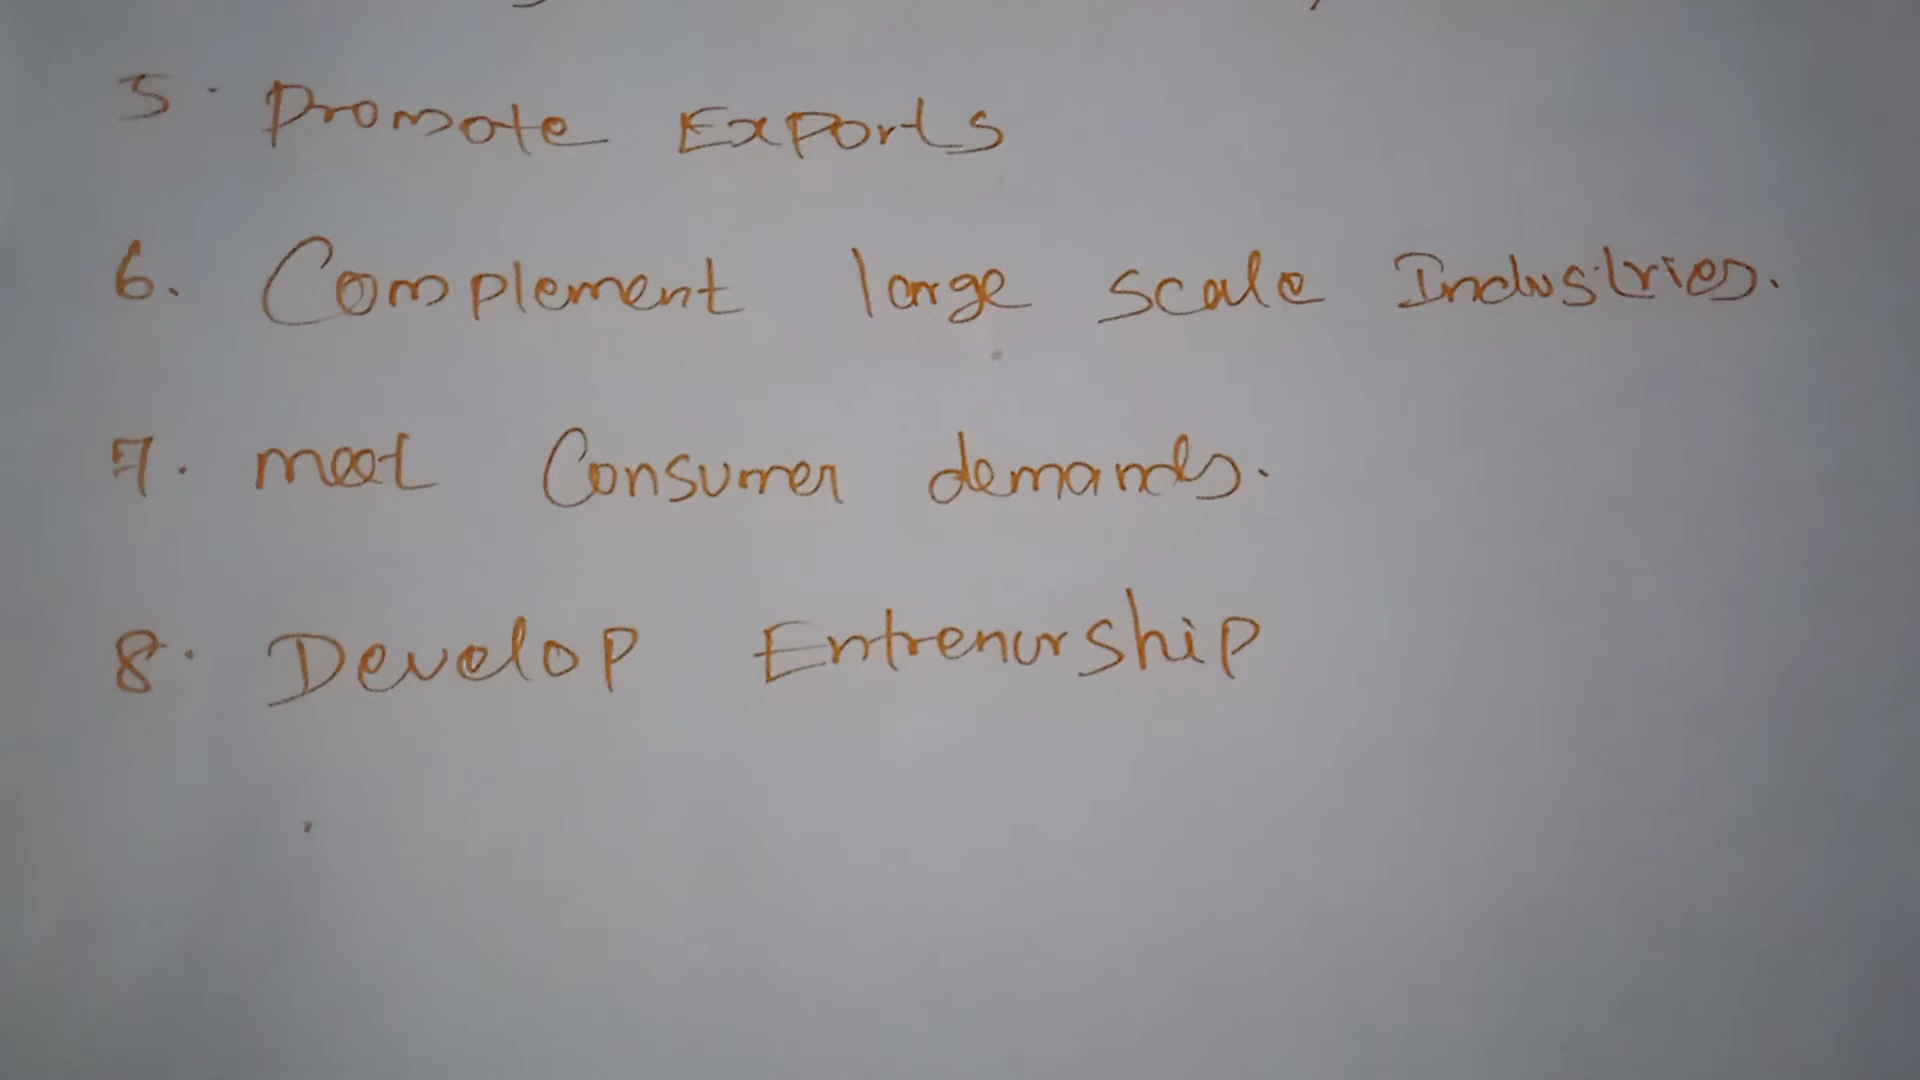 5. Promote Exports
6. Complement large scale Industries.
7. meet Consumer demands.
8. Develop Entrenurship